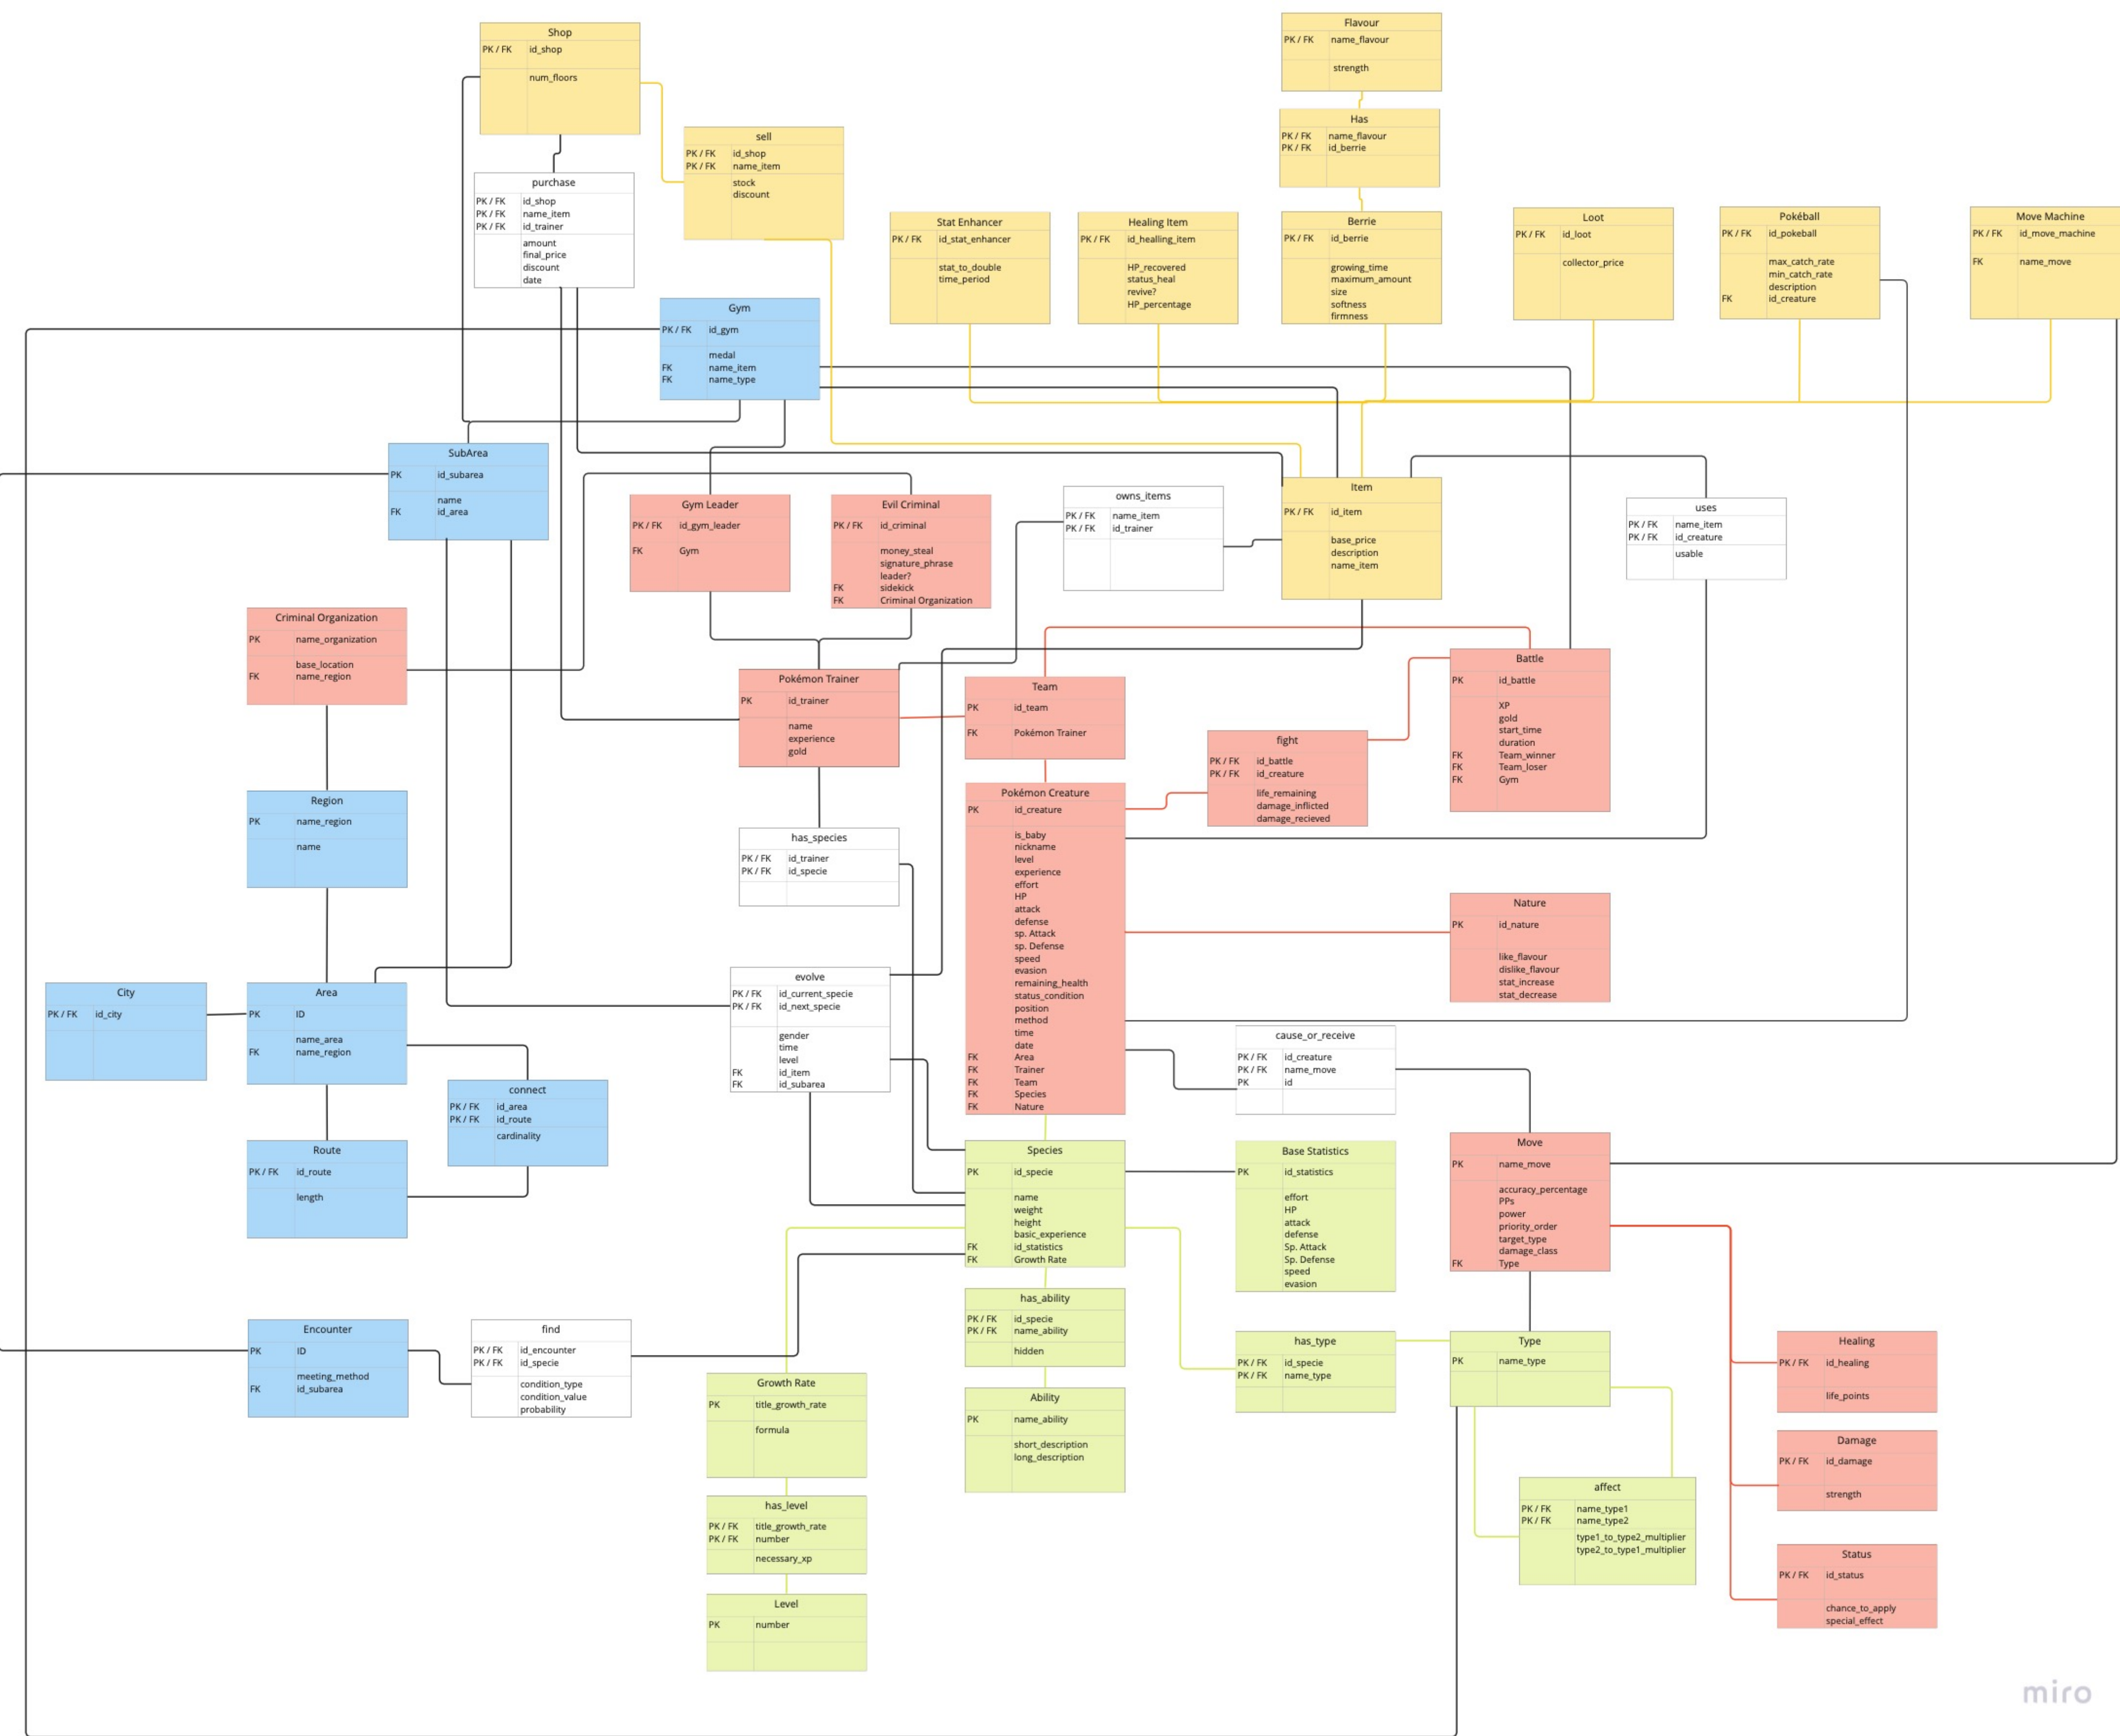 Shop
PK / FK id_shop
num_floors
Flavour
PK / FK name_flavour
strength
Has
PK / FK name_flavour
PK / FK id_berrie
sell
PK / FK id_shop
PK / FK name_item
stock
discount
purchase
PK / FK id_shop
PK / FK name_item
PK / FK id_trainer
amount
final_price
discount
date
Stat Enhancer
PK / FK id_stat_enhancer
stat_to_double
time_period
Healing Item
PK / FK id_healling_item
HP_recovered
status_heal
revive?
HP_percentage
Berrie
PK / FK id_berrie
growing_time
maximum_amount
size
softness
firmness
Loot
PK / FK id_loot
collector_price
Pokéball
PK / FK id_pokeball
max_catch_rate
min_catch_rate
description
FK id_creature
Move Machine
PK / FK id_move_machine
FK name_move
Gym
PK / FK id_gym
medal
FK name_item
FK name_type
SubArea
PK id_subarea
name
FK id_area
Gym Leader
PK / FK id_gym_leader
FK Gym
Evil Criminal
PK / FK id_criminal
money_steal
signature_phrase
leader?
FK sidekick
FK Criminal Organization
owns_items
PK / FK name_item
PK / FK id_trainer
Item
PK / FK id_item
base_price
description
name_item
uses
PK / FK name_item
PK / FK id_creature
usable
Criminal Organization
PK name_organization
base_location
FK name_region
Pokémon Trainer
PK id_trainer
name
experience
gold
Team
PK id_team
FK Pokémon Trainer
Battle
PK id_battle
XP
gold
start_time
duration
FK Team_winner
FK Team_loser
FK Gym
fight
PK / FK id_battle
PK / FK id_creature
life_remaining
damage_inflicted
damage_recieved
Region
PK name_region
name
has_species
PK / FK id_trainer
PK / FK id_specie
Pokémon Creature
PK id_creature
is_baby
nickname
level
experience
effort
HP
attack
defense
sp. Attack
sp. Defense
speed
evasion
remaining_health
status_condition
position
method
time
date
FK Area
FK Trainer
FK Team
FK Species
FK Nature
Nature
PK id_nature
like_flavour
dislike_flavour
stat_increase
stat_decrease
City
PK / FK id_city
Area
PK ID
name_area
FK name_region
evolve
PK / FK id_current_specie
PK / FK id_next_specie
gender
time
level
FK id_item
FK id_subarea
cause_or_receive
PK / FK id_creature
PK / FK name_move
PK id
connect
PK / FK id_area
PK / FK id_route
cardinality
Route
PK / FK id_route
length
Species
PK id_specie
name
weight
height
basic_experience
FK id_statistics
FK Growth Rate
Base Statistics
PK id_statistics
effort
HP
attack
defense
Sp. Attack
Sp. Defense
speed
evasion
Move
PK name_move
accuracy_percentage
PPs
power
priority_order
target_type
damage_class
FK Type
Encounter
PK ID
meeting_method
FK id_subarea
find
PK / FK id_encounter
PK / FK id_specie
condition_type
condition_value
probability
has_ability
PK / FK id_specie
PK / FK name_ability
hidden
has_type
PK / FK id_specie
PK / FK name_type
Type
PK name_type
Healing
PK / FK id_healing
life_points
Growth Rate
PK title_growth_rate
formula
Ability
PK name_ability
short_description
long_description
Damage
PK / FK id_damage
strength
affect
PK / FK name_type1
PK / FK name_type2
type1_to_type2_multiplier
type2_to_type1_multiplier
has_level
PK / FK title_growth_rate
PK / FK number
necessary_xp
Status
PK / FK id_status
chance_to_apply
special_effect
Level
PK number
miro